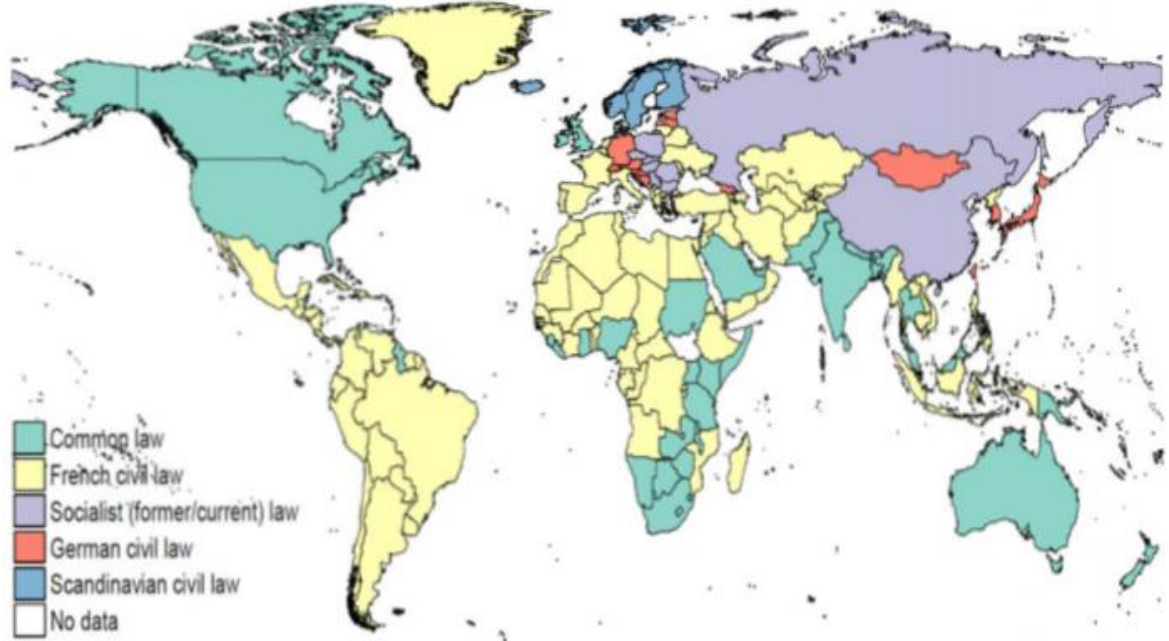 Common law
French civil law
Socialist (former/current) law
German civil law
Scandinavian civil law
No data